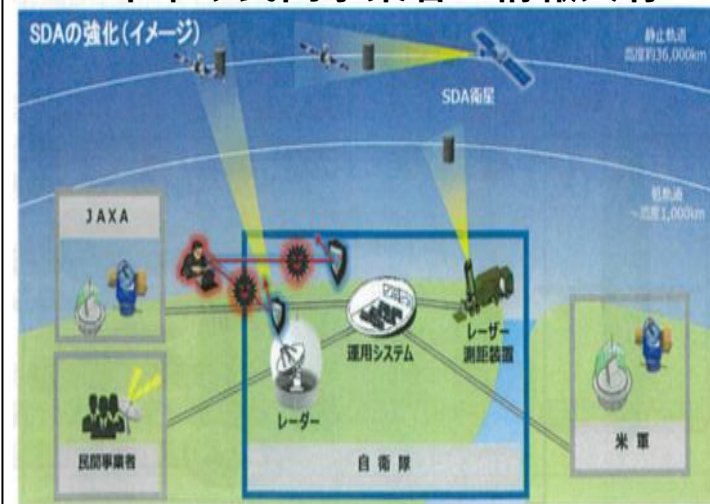 SDAの強化(イメージ)
静止軌道
高度約36,000km
SDA衛星
低軌道
~高度1,000km
JAXA
運用システム
レーザー
測距装置
レーダー
民間事業者
自衛隊
米軍